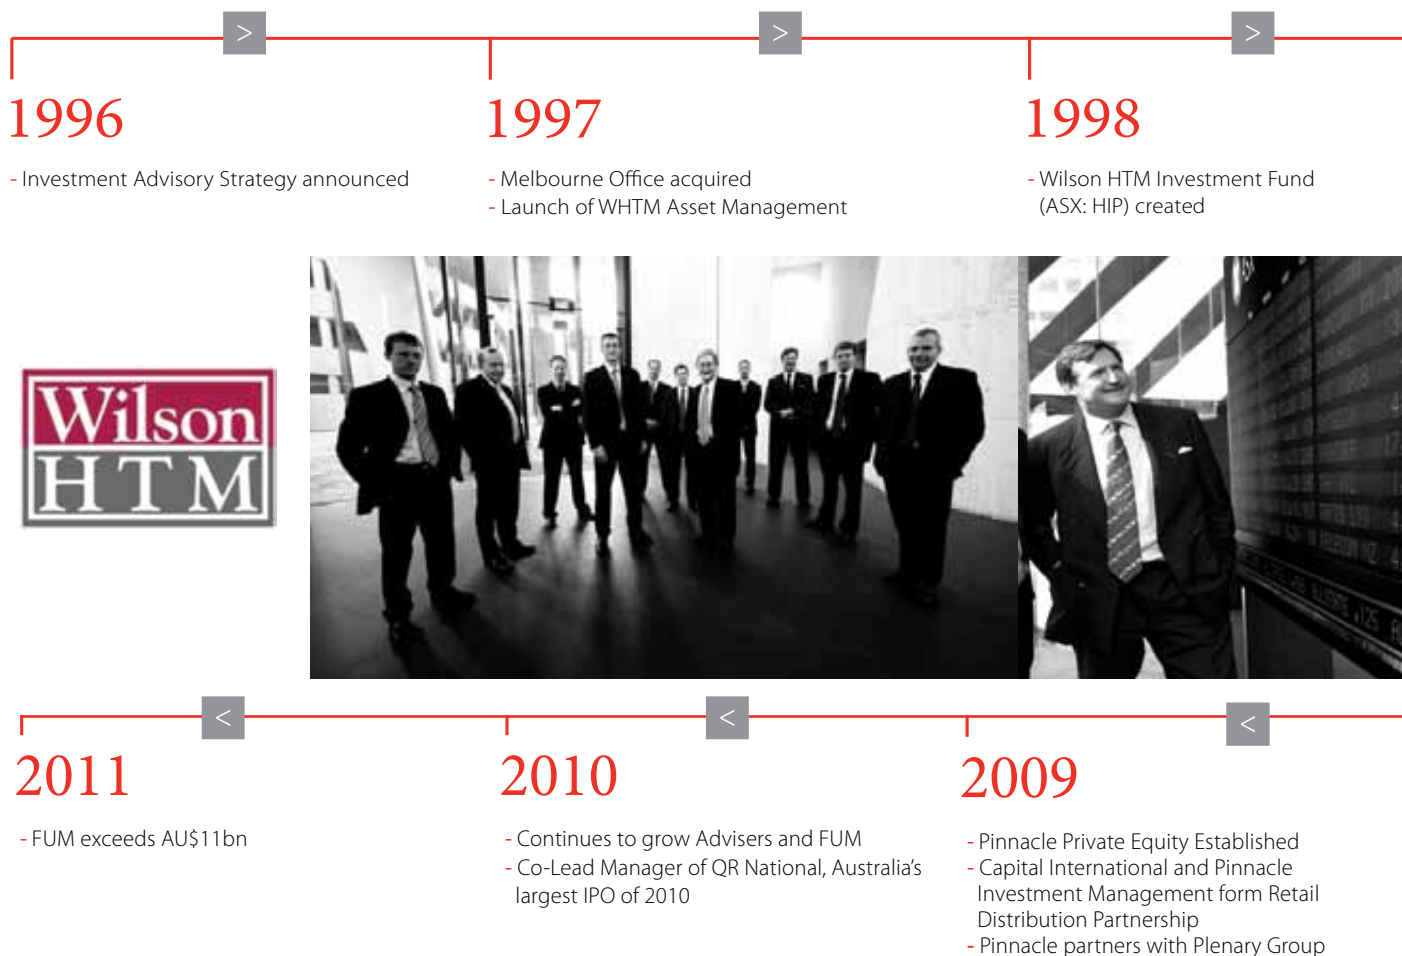 >
>
>
1996
- Investment Advisory Strategy announced
1997
- Melbourne Office acquired
- Launch of WHTM Asset Management
1998
- Wilson HTM Investment Fund
(ASX: HIP) created
Wilson
HTM
<
<
<
2011
- FUM exceeds AU$11bn
2010
- Continues to grow Advisers and FUM
- Co-Lead Manager of QR National, Australia’s
largest IPO of 2010
2009
- Pinnacle Private Equity Established
- Capital International and Pinnacle
Investment Management form Retail
Distribution Partnership
- Pinnacle partners with Plenary Group